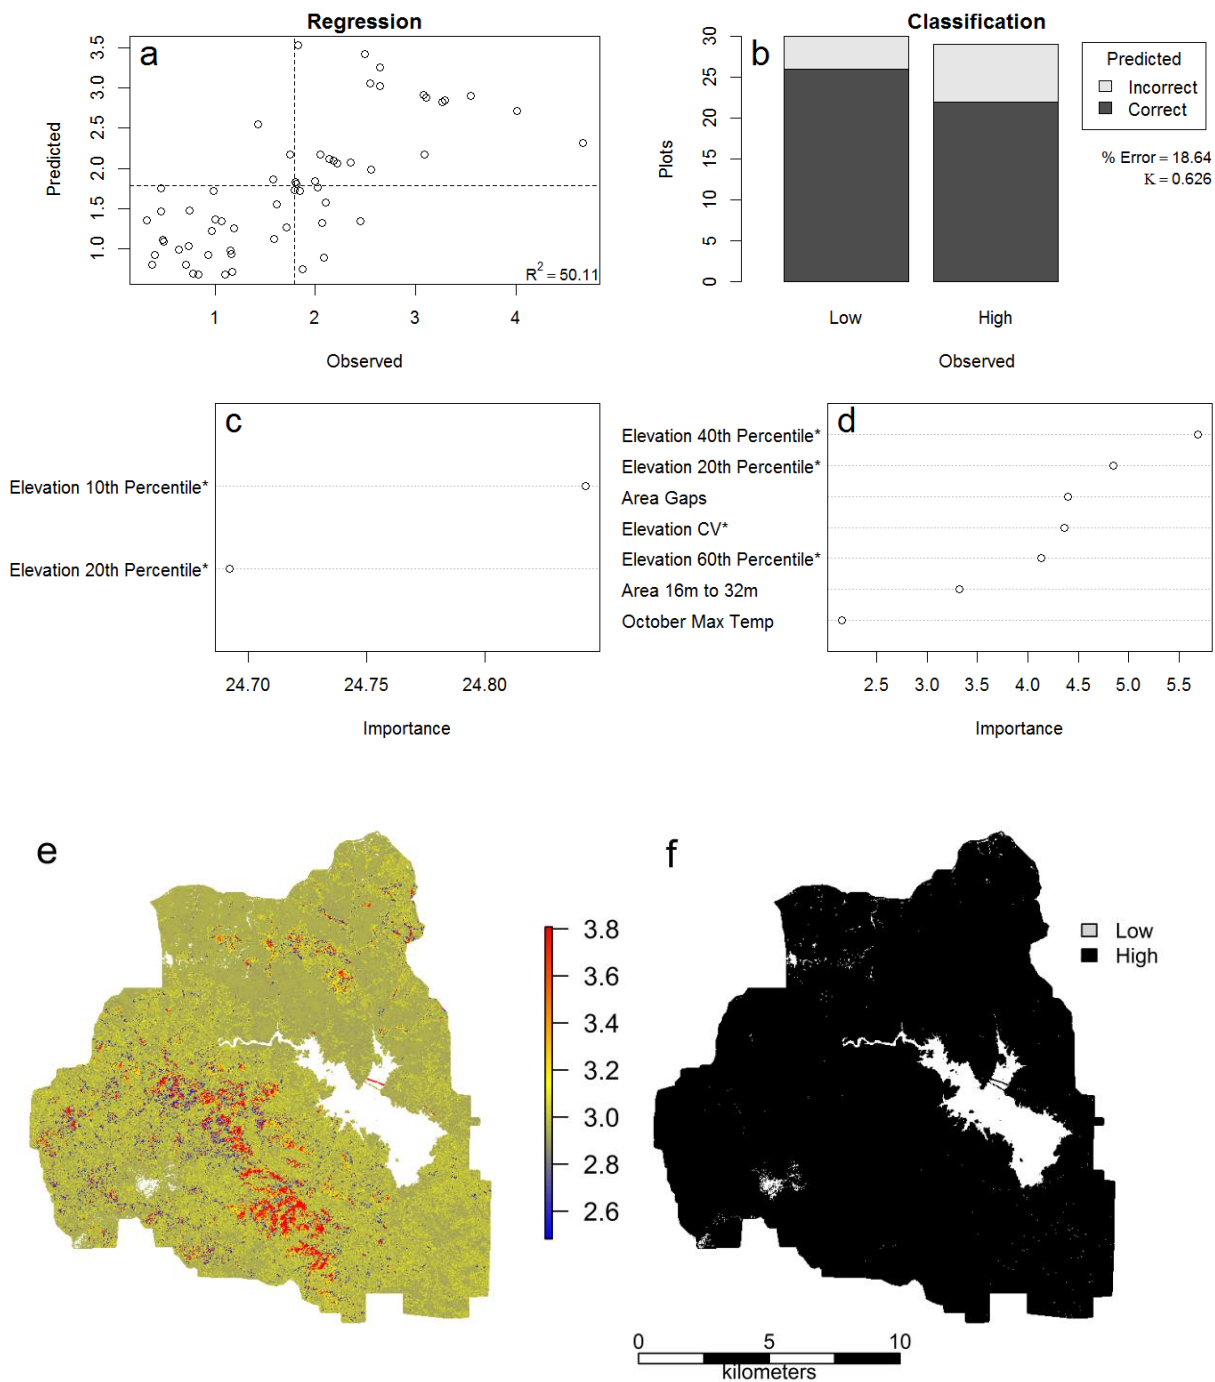 Regression
a
3.5
3.0
2.5
2.0
1.5
1.0
Predicted
R² = 50.11
1 2 3 4
Observed
Classification
b
30
25
20
15
10
5
0
Plots
Low High
Observed
Predicted
Incorrect
Correct
% Error = 18.64
K = 0.626
c
Elevation 10th Percentile*
Elevation 20th Percentile*
24.70 24.75 24.80
Importance
d
Elevation 40th Percentile*
Elevation 20th Percentile*
Area Gaps
Elevation CV*
Elevation 60th Percentile*
Area 16m to 32m
October Max Temp
2.5 3.0 3.5 4.0 4.5 5.0 5.5
Importance
e
3.8
3.6
3.4
3.2
3.0
2.8
2.6
f
Low
High
0 5 10
kilometers